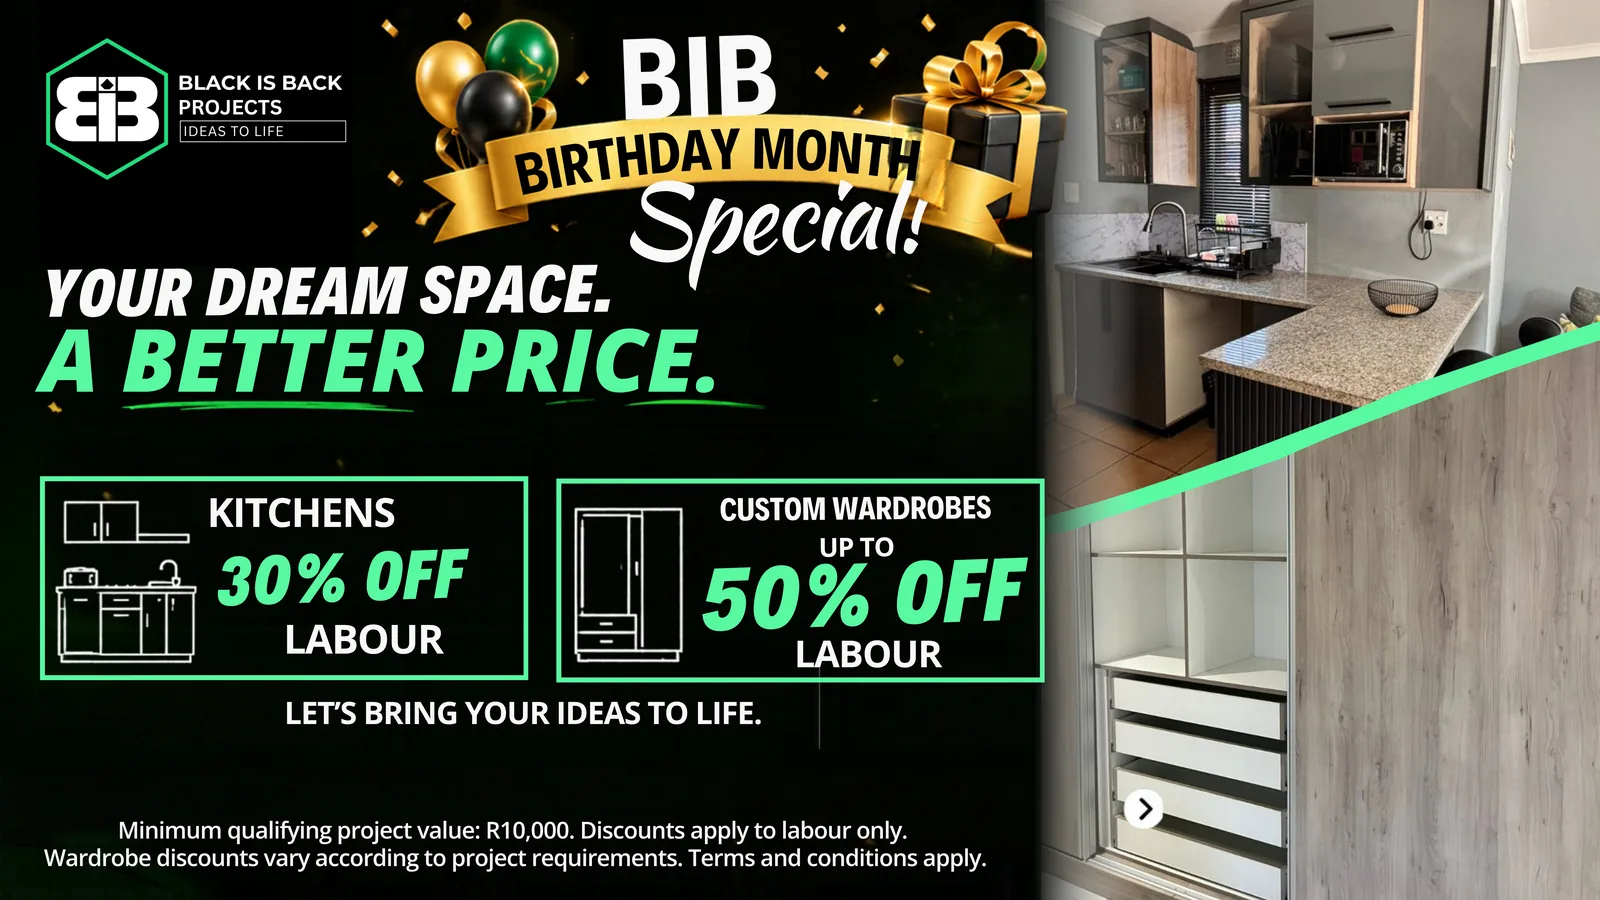 BIB
BLACK IS BACK
PROJECTS
IDEAS TO LIFE
BIB
BIRTHDAY MONTH
Special!
YOUR DREAM SPACE.
A BETTER PRICE.
KITCHENS
30% OFF
LABOUR
CUSTOM WARDROBES
UP TO
50% OFF
LABOUR
LET'S BRING YOUR IDEAS TO LIFE.
Minimum qualifying project value: R10,000. Discounts apply to labour only.
Wardrobe discounts vary according to project requirements. Terms and conditions apply.